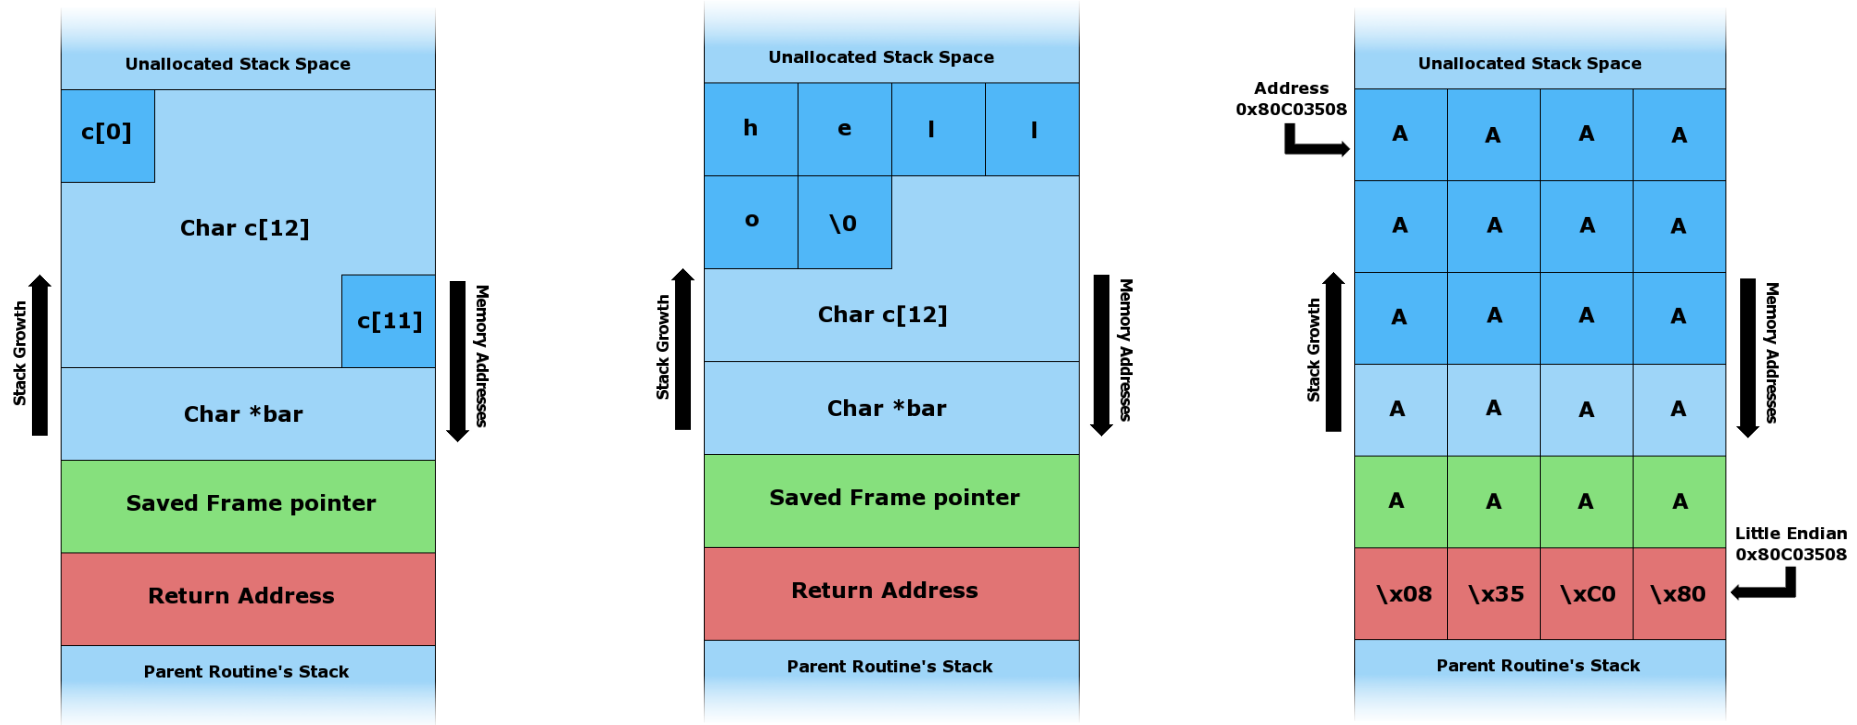 Unallocated Stack Space
c[0]
Char c[12]
c[11]
Stack Growth
Memory Addresses
Char *bar
Saved Frame pointer
Return Address
Parent Routine's Stack
Unallocated Stack Space
h e l l
o \0
Char c[12]
Stack Growth
Memory Addresses
Char *bar
Saved Frame pointer
Return Address
Parent Routine's Stack
Unallocated Stack Space
Address
0x80C03508
A A A A
A A A A
A A A A
Stack Growth
Memory Addresses
A A A A
A A A A
Little Endian
0x80C03508
\x08 \x35 \xC0 \x80
Parent Routine's Stack